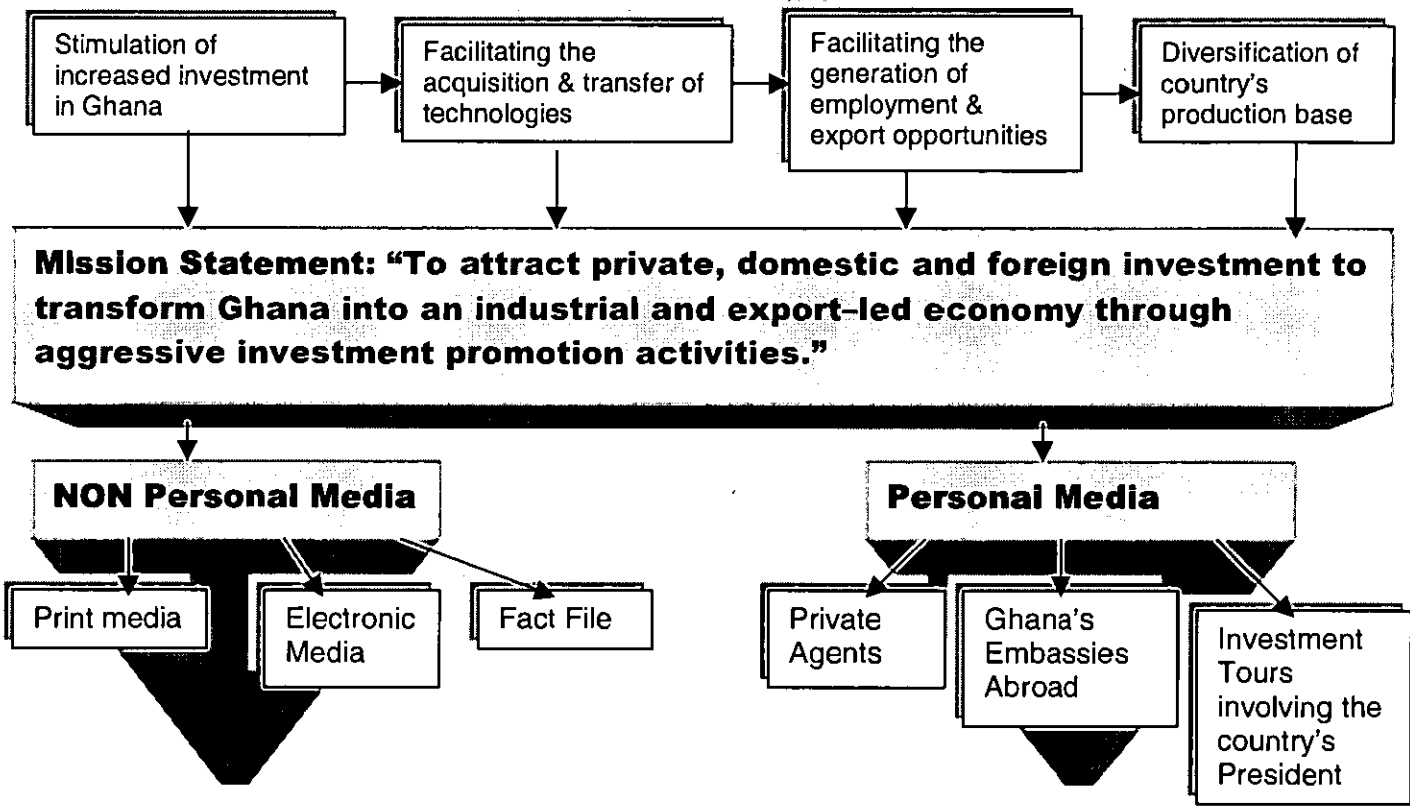 Stimulation of
increased investment
in Ghana
Facilitating the
acquisition & transfer of
technologies
Facilitating the
generation of
employment &
export opportunities
Diversification of
country's
production base
Mission Statement: “To attract private, domestic and foreign investment to
transform Ghana into an industrial and export–led economy through
aggressive investment promotion activities.”
NON Personal Media
Personal Media
Print media
Electronic
Media
Fact File
Private
Agents
Ghana's
Embassies
Abroad
Investment
Tours
involving the
country's
President